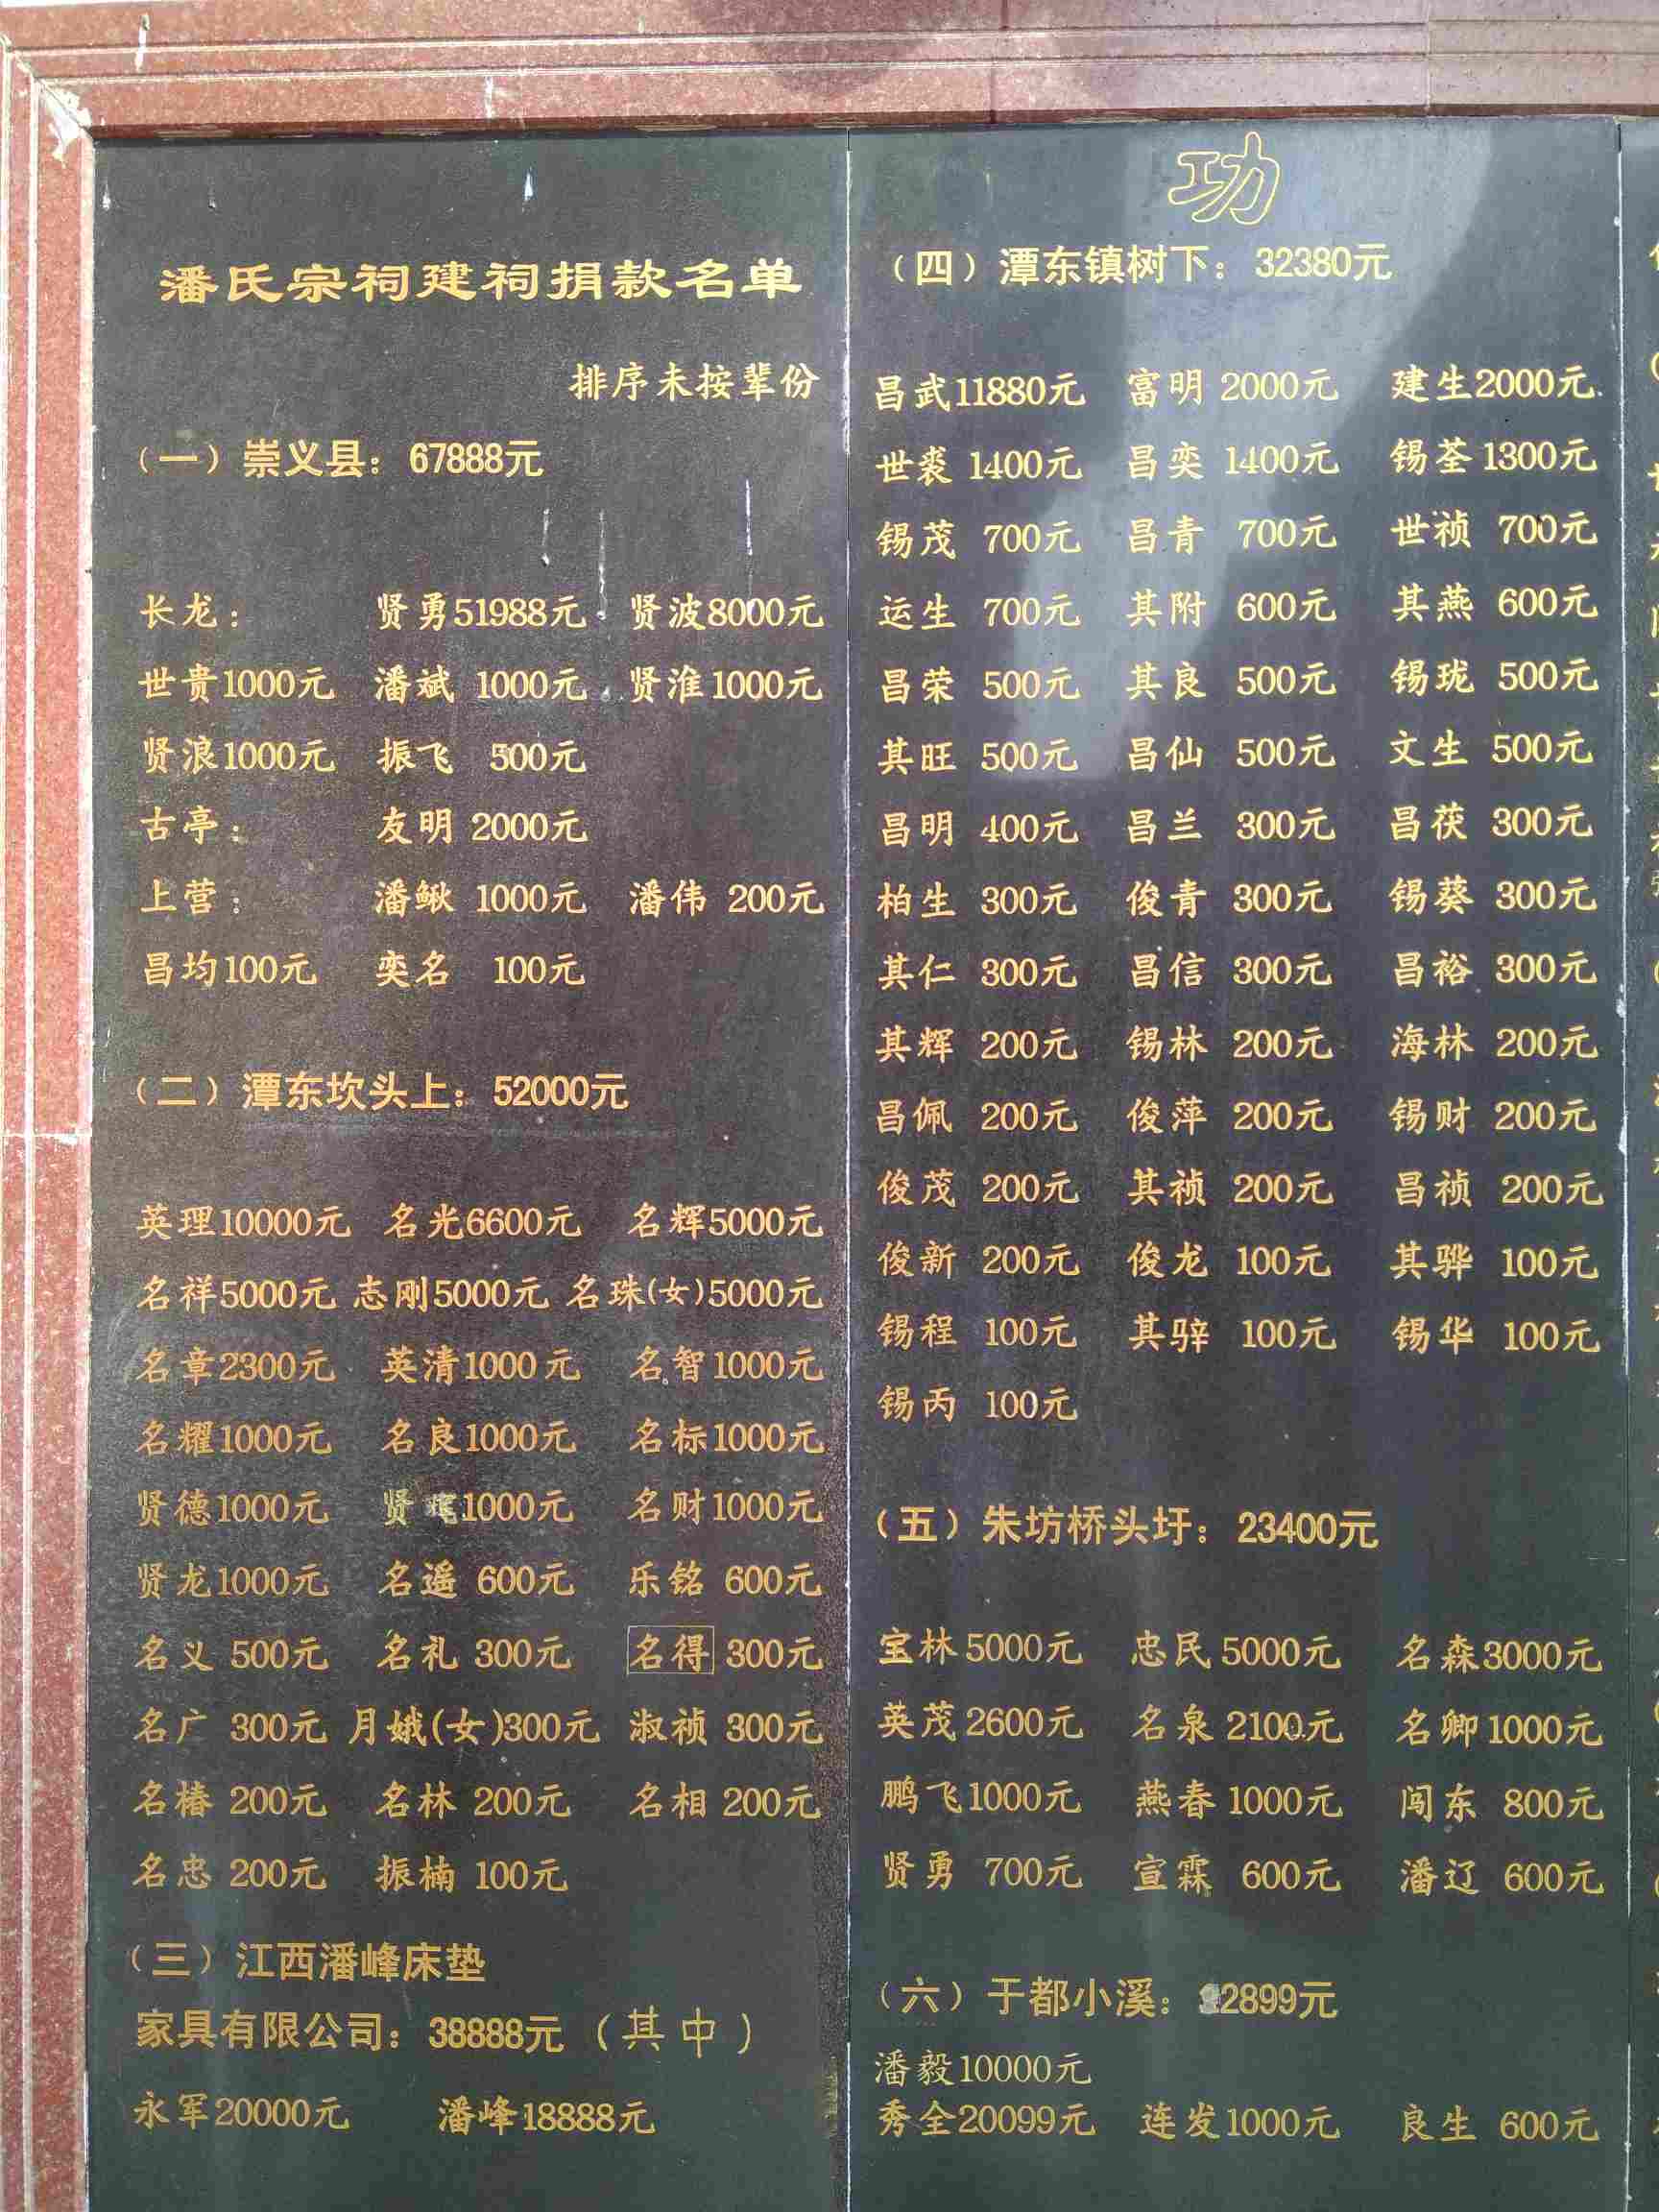 潘氏宗祠建祠捐款名单
排序未按辈份
（一）崇义县：67888元
长龙： 贤勇51988元 贤波8000元
世贵1000元 潘斌 1000元 贤淮1000元
贤浪1000元 振飞 500元
古亭： 友明 2000元
上营： 潘鳅 1000元 潘伟 200元
昌均100元 奕名 100元
（二）潭东坎头上：52000元
英理10000元 名光6600元 名辉5000元
名祥5000元 志刚5000元 名珠(女)5000元
名章2300元 英清1000元 名智1000元
名耀1000元 名良1000元 名标1000元
贤德1000元 贤 1000元 名财1000元
贤龙1000元 名遥 600元 乐铭 600元
名义 500元 名礼 300元 名得 300元
名广 300元 月娥(女)300元 淑祯 300元
名椿 200元 名林 200元 名相 200元
名忠 200元 振楠 100元
（三）江西潘峰床垫
家具有限公司：38888元（其中）
永军20000元 潘峰18888元
功
（四）潭东镇树下：32380元
昌武11880元 富明 2000元 建生2000元
世裘 1400元 昌奕 1400元 锡荃1300元
锡茂 700元 昌青 700元 世祯 700元
运生 700元 其附 600元 其燕 600元
昌荣 500元 其良 500元 锡珑 500元
其旺 500元 昌仙 500元 文生 500元
昌明 400元 昌兰 300元 昌茯 300元
柏生 300元 俊青 300元 锡葵 300元
其仁 300元 昌信 300元 昌裕 300元
其辉 200元 锡林 200元 海林 200元
昌佩 200元 俊萍 200元 锡财 200元
俊茂 200元 其祯 200元 昌祯 200元
俊新 200元 俊龙 100元 其骅 100元
锡程 100元 其骍 100元 锡华 100元
锡丙 100元
（五）朱坊桥头圩：23400元
宝林5000元 忠民5000元 名森3000元
英茂2600元 名泉2100元 名卿1000元
鹏飞1000元 燕春1000元 闯东 800元
贤勇 700元 宣霖 600元 潘辽 600元
（六）于都小溪： 2899元
潘毅10000元
秀全20099元 连发1000元 良生 600元